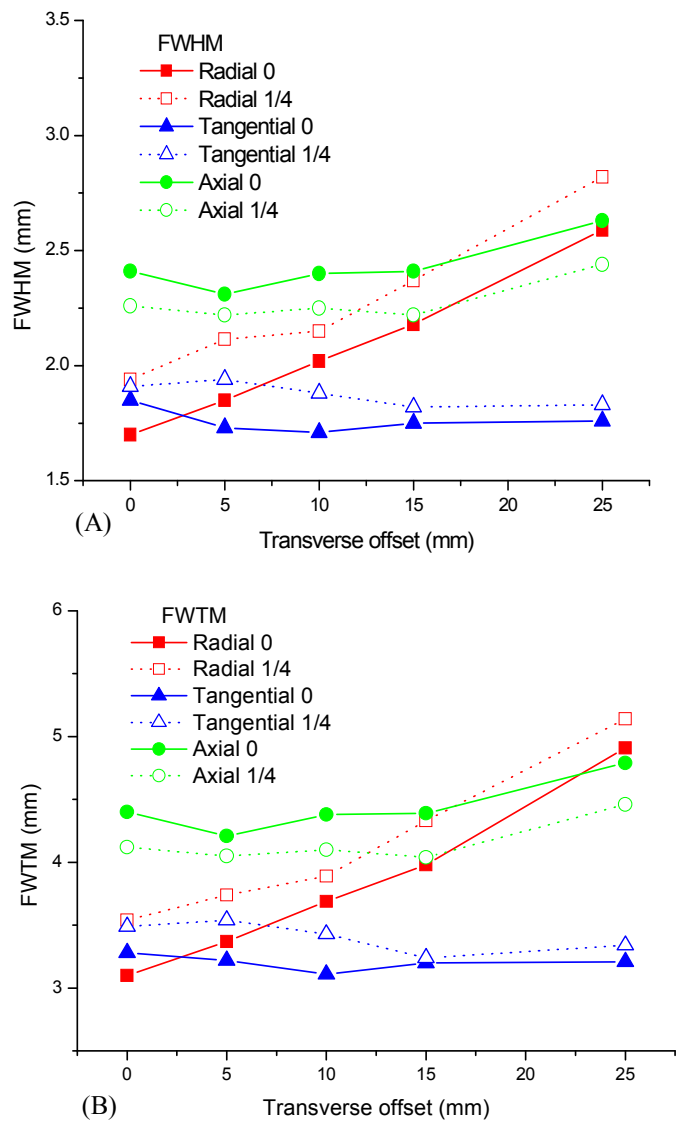 3.5
3.0
2.5
2.0
1.5
FWHM (mm)
FWHM
Radial 0
Radial 1/4
Tangential 0
Tangential 1/4
Axial 0
Axial 1/4
0 5 10 15 20 25
(A)
Transverse offset (mm)
6
5
4
3
FWTM (mm)
FWTM
Radial 0
Radial 1/4
Tangential 0
Tangential 1/4
Axial 0
Axial 1/4
0 5 10 15 20 25
(B)
Transverse offset (mm)